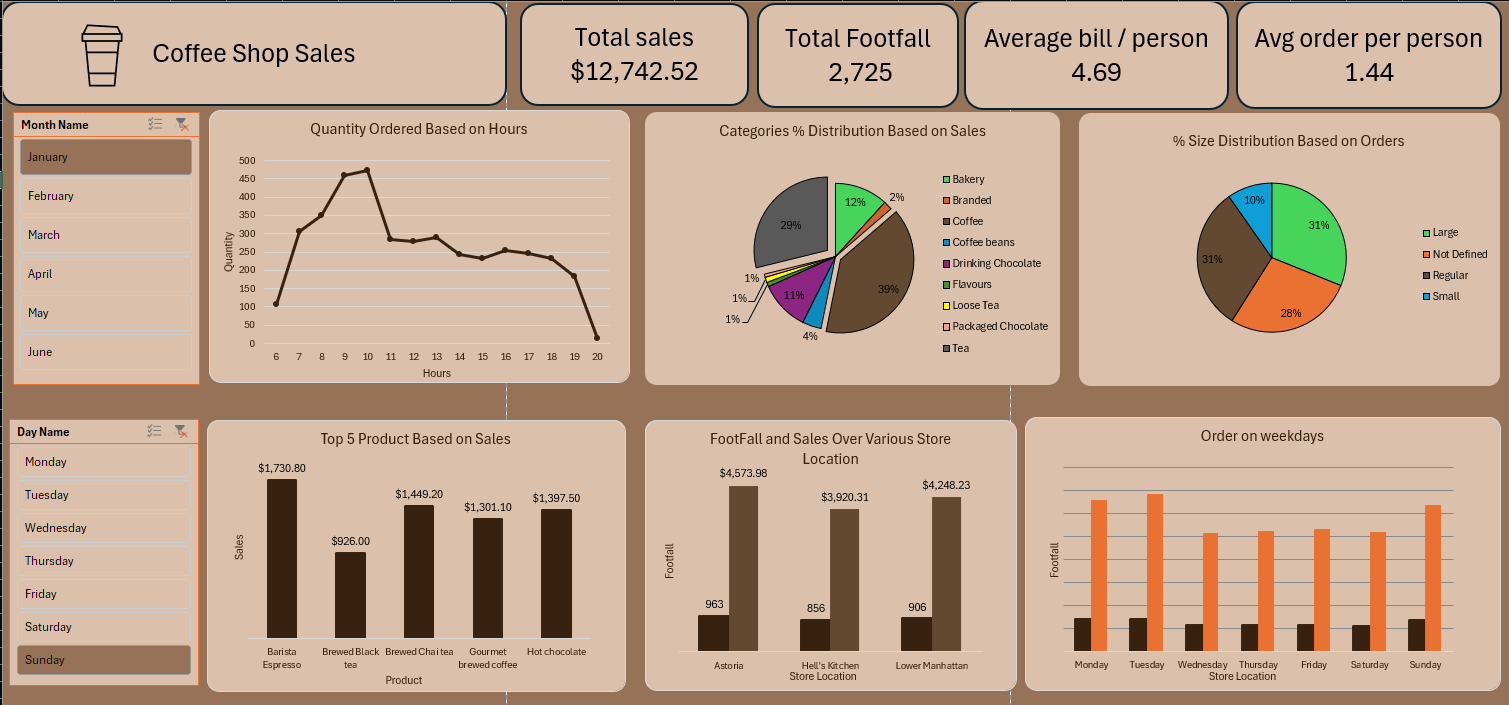 Coffee Shop Sales
Total sales
$12,742.52
Total Footfall
2,725
Average bill / person
4.69
Avg order per person
1.44
Month Name
January
February
March
April
May
June
Quantity Ordered Based on Hours
500
450
400
350
300
250
200
150
100
50
0
Quantity
6 7 8 9 10 11 12 13 14 15 16 17 18 19 20
Hours
Categories % Distribution Based on Sales
12%
2%
39%
4%
11%
1%
1%
1%
29%
Bakery
Branded
Coffee
Coffee beans
Drinking Chocolate
Flavours
Loose Tea
Packaged Chocolate
Tea
% Size Distribution Based on Orders
31%
28%
31%
10%
Large
Not Defined
Regular
Small
Day Name
Monday
Tuesday
Wednesday
Thursday
Friday
Saturday
Sunday
Top 5 Product Based on Sales
$1,730.80
$926.00
$1,449.20
$1,301.10
$1,397.50
Sales
Barista
Espresso
Brewed Black
tea
Brewed Chai tea
Gourmet
brewed coffee
Hot chocolate
Product
FootFall and Sales Over Various Store
Location
$4,573.98
$3,920.31
$4,248.23
963
856
906
Footfall
Astoria
Hell's Kitchen
Lower Manhattan
Store Location
Order on weekdays
Footfall
Monday Tuesday Wednesday Thursday Friday Saturday Sunday
Store Location